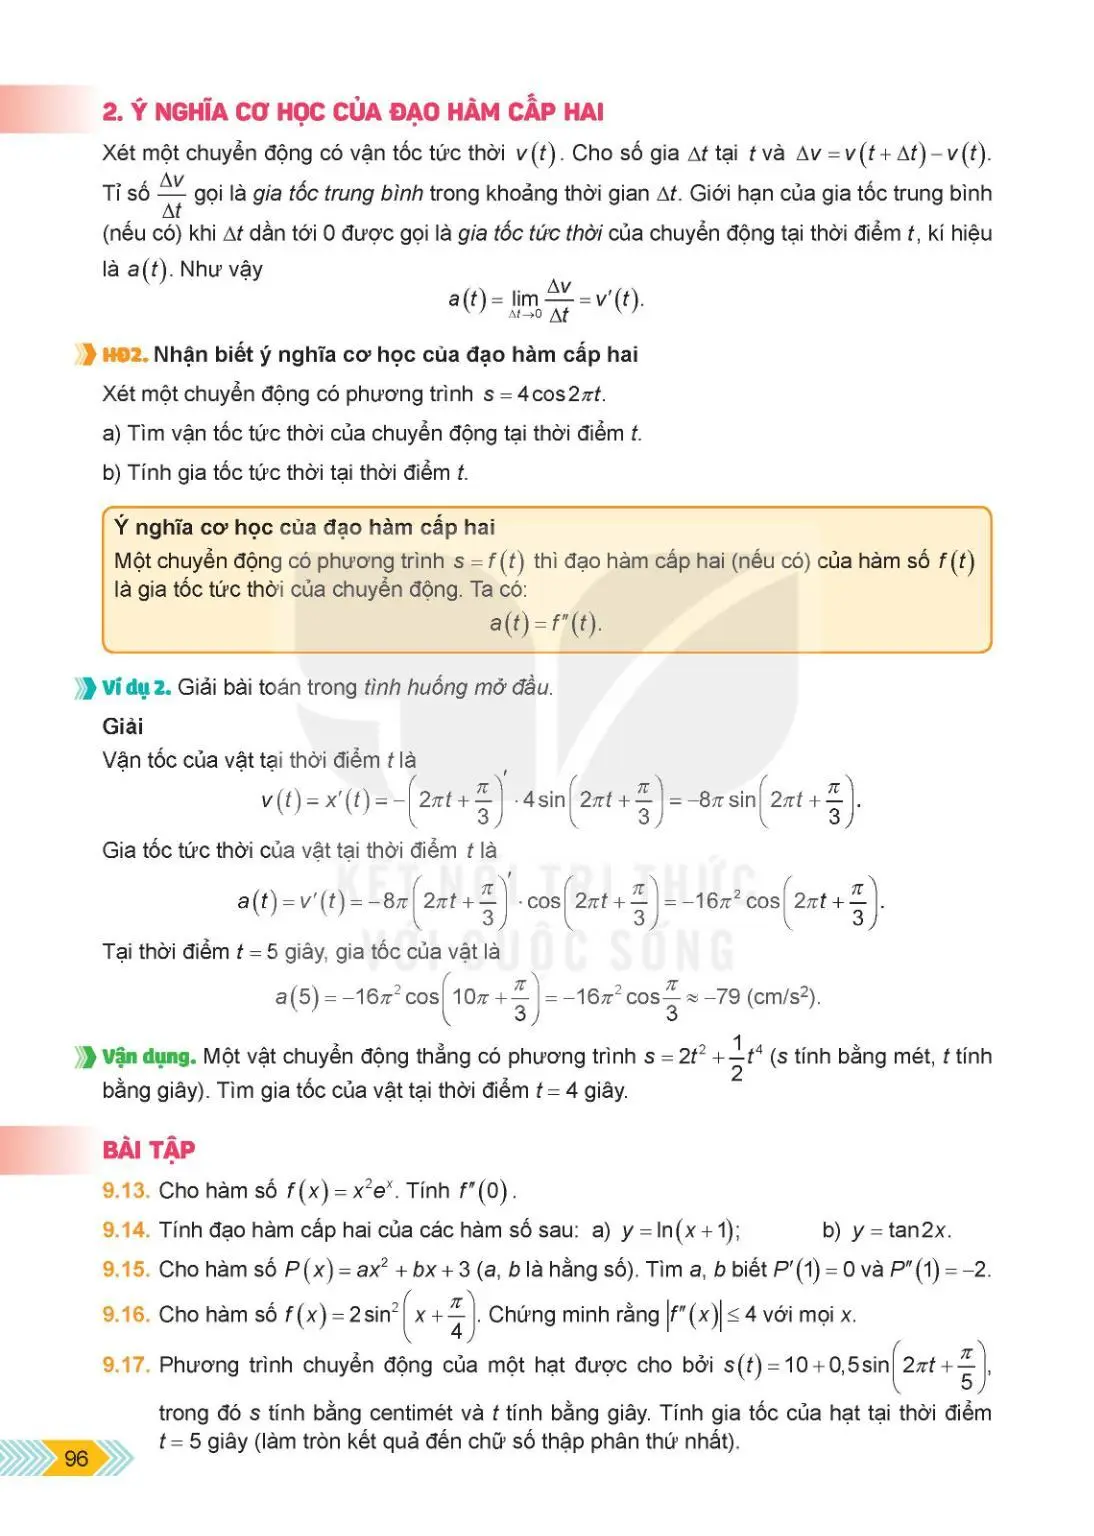 2. Ý NGHĨA CƠ HỌC CỦA ĐẠO HÀM CẤP HAI
Xét một chuyển động có vận tốc tức thời v(t). Cho số gia Δt tại t và Δv = v(t + Δt) − v(t).
Tỉ số Δv/Δt gọi là gia tốc trung bình trong khoảng thời gian Δt. Giới hạn của gia tốc trung bình
(nếu có) khi Δt dần tới 0 được gọi là gia tốc tức thời của chuyển động tại thời điểm t, kí hiệu
là a(t). Như vậy
a(t) = lim Δt→0 Δv/Δt = v′(t).
HĐ2. Nhận biết ý nghĩa cơ học của đạo hàm cấp hai
Xét một chuyển động có phương trình s = 4cos2πt.
a) Tìm vận tốc tức thời của chuyển động tại thời điểm t.
b) Tính gia tốc tức thời tại thời điểm t.
Ý nghĩa cơ học của đạo hàm cấp hai
Một chuyển động có phương trình s = f(t) thì đạo hàm cấp hai (nếu có) của hàm số f(t)
là gia tốc tức thời của chuyển động. Ta có:
a(t) = f″(t).
Ví dụ 2. Giải bài toán trong tình huống mở đầu.
Giải
Vận tốc của vật tại thời điểm t là
v(t) = x′(t) = −(2πt + π/3)′ · 4sin(2πt + π/3) = −8π sin(2πt + π/3).
Gia tốc tức thời của vật tại thời điểm t là
KẾT NỐI TRI THỨC
a(t) = v′(t) = −8π(2πt + π/3)′ · cos(2πt + π/3) = −16π² cos(2πt + π/3).
Tại thời điểm t = 5 giây, gia tốc của vật là
VỚI CUỘC SỐNG
a(5) = −16π² cos(10π + π/3) = −16π² cos π/3 ≈ −79 (cm/s²).
Vận dụng. Một vật chuyển động thẳng có phương trình s = 2t² + 1/2 t⁴ (s tính bằng mét, t tính
bằng giây). Tìm gia tốc của vật tại thời điểm t = 4 giây.
BÀI TẬP
9.13. Cho hàm số f(x) = x²eˣ. Tính f″(0).
9.14. Tính đạo hàm cấp hai của các hàm số sau: a) y = ln(x + 1); b) y = tan2x.
9.15. Cho hàm số P(x) = ax² + bx + 3 (a, b là hằng số). Tìm a, b biết P′(1) = 0 và P″(1) = −2.
9.16. Cho hàm số f(x) = 2sin²(x + π/4). Chứng minh rằng |f″(x)| ≤ 4 với mọi x.
9.17. Phương trình chuyển động của một hạt được cho bởi s(t) = 10 + 0,5sin(2πt + π/5),
trong đó s tính bằng centimét và t tính bằng giây. Tính gia tốc của hạt tại thời điểm
t = 5 giây (làm tròn kết quả đến chữ số thập phân thứ nhất).
96